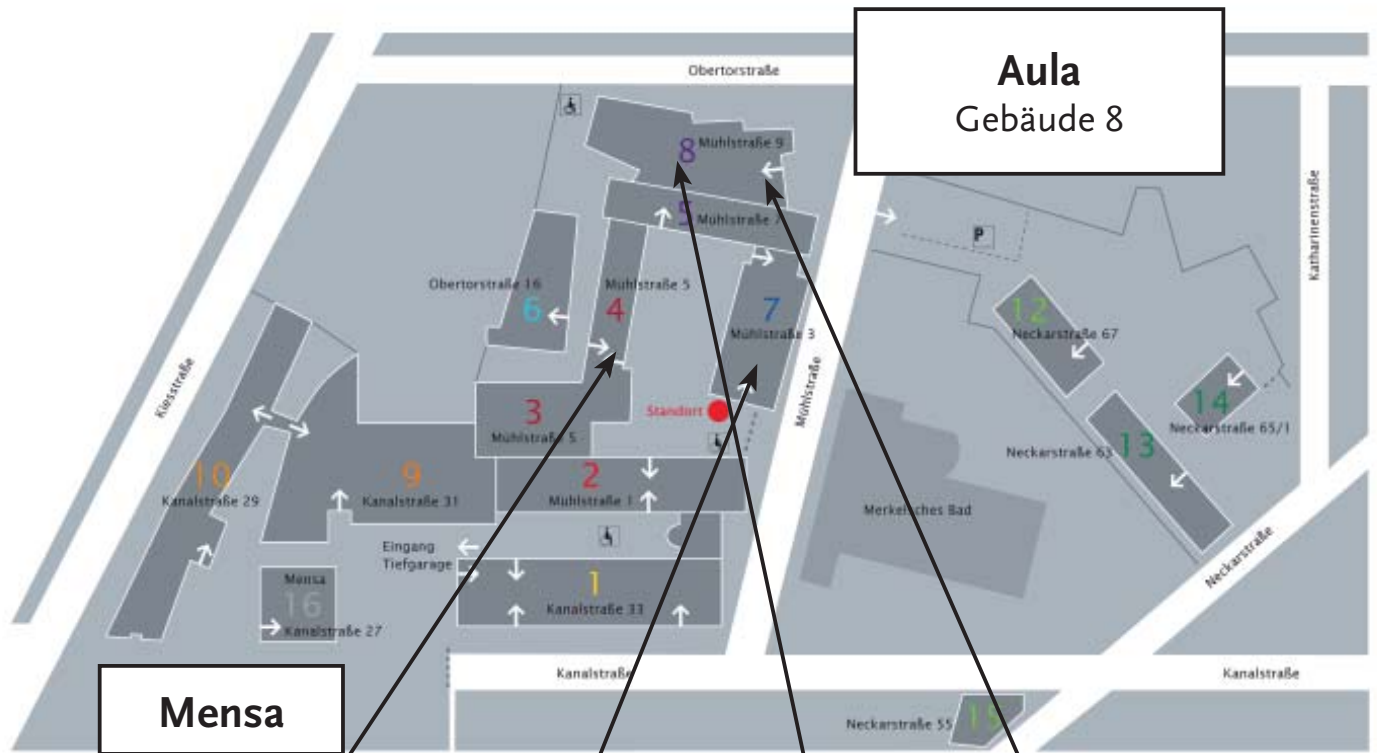 Aula
Gebäude 8
Obertorstraße
8 Mühlstraße 9
5 Mühlstraße 7
P
Katharinenstraße
Obertorstraße 16
6
Mühlstraße 5
4
7
Mühlstraße 3
12
Neckarstraße 67
Kiesstraße
Mühlstraße
14
Neckarstraße 65/1
3
Mühlstraße 5
Standort
Neckarstraße 63
13
10
Kanalstraße 29
9
Kanalstraße 31
2
Mühlstraße 1
Merkelsches Bad
Neckarstraße
Eingang
Tiefgarage
Mensa
16
Kanalstraße 27
1
Kanalstraße 33
Kanalstraße
Kanalstraße
Mensa
Neckarstraße 55
15